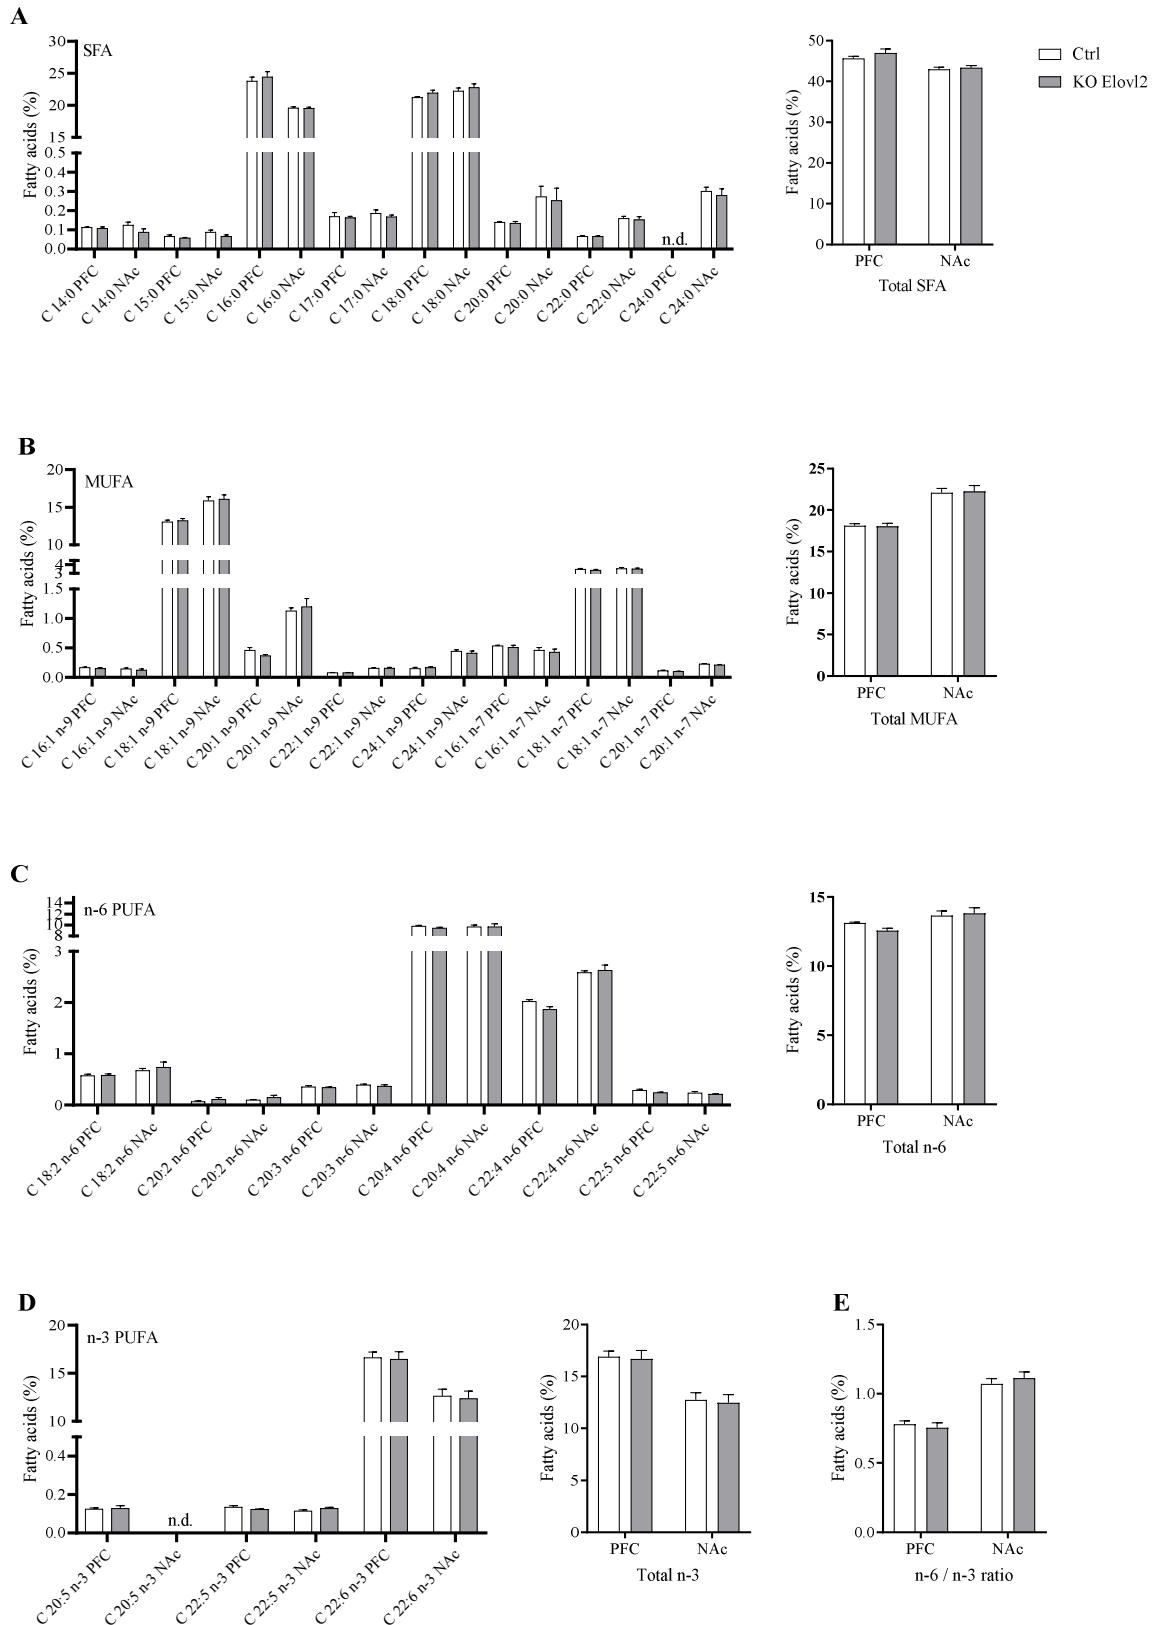 A
SFA
Fatty acids (%)
30
25
20
15
0.5
0.4
0.3
0.2
0.1
0.0
n.d.
C 14:0 PFC
C 14:0 NAc
C 15:0 PFC
C 15:0 NAc
C 16:0 PFC
C 16:0 NAc
C 17:0 PFC
C 17:0 NAc
C 18:0 PFC
C 18:0 NAc
C 20:0 PFC
C 20:0 NAc
C 22:0 PFC
C 22:0 NAc
C 24:0 PFC
C 24:0 NAc
Fatty acids (%)
50
40
30
20
10
0
PFC NAc
Total SFA
Ctrl
KO Elovl2
B
MUFA
Fatty acids (%)
20
15
10
4
3
1.5
1.0
0.5
0.0
C 16:1 n-9 PFC
C 16:1 n-9 NAc
C 18:1 n-9 PFC
C 18:1 n-9 NAc
C 20:1 n-9 PFC
C 20:1 n-9 NAc
C 22:1 n-9 PFC
C 22:1 n-9 NAc
C 24:1 n-9 PFC
C 24:1 n-9 NAc
C 16:1 n-7 PFC
C 16:1 n-7 NAc
C 18:1 n-7 PFC
C 18:1 n-7 NAc
C 20:1 n-7 PFC
C 20:1 n-7 NAc
Fatty acids (%)
25
20
15
10
5
0
PFC NAc
Total MUFA
C
n-6 PUFA
Fatty acids (%)
14
12
10
8
3
2
1
0
C 18:2 n-6 PFC
C 18:2 n-6 NAc
C 20:2 n-6 PFC
C 20:2 n-6 NAc
C 20:3 n-6 PFC
C 20:3 n-6 NAc
C 20:4 n-6 PFC
C 20:4 n-6 NAc
C 22:4 n-6 PFC
C 22:4 n-6 NAc
C 22:5 n-6 PFC
C 22:5 n-6 NAc
Fatty acids (%)
15
10
5
0
PFC NAc
Total n-6
D
n-3 PUFA
Fatty acids (%)
20
15
10
0.4
0.2
0.0
n.d.
C 20:5 n-3 PFC
C 20:5 n-3 NAc
C 22:5 n-3 PFC
C 22:5 n-3 NAc
C 22:6 n-3 PFC
C 22:6 n-3 NAc
Fatty acids (%)
20
15
10
5
0
PFC NAc
Total n-3
E
Fatty acids (%)
1.5
1.0
0.5
0.0
PFC NAc
n-6 / n-3 ratio